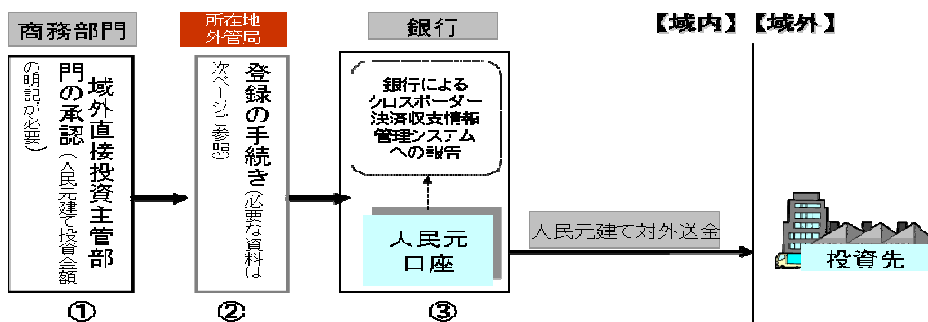 商務部門
所在地
外管局
銀行
【域内】【域外】
域外直接投資主管部
門の承認(人民元建て投資金額
の明記が必要)
登録の手続き(必要な資料は
次ページご参照)
銀行による
クロスボーダー
決済収支情報
管理システム
への報告
人民元
口座
人民元建て対外送金
投資先
①
②
③